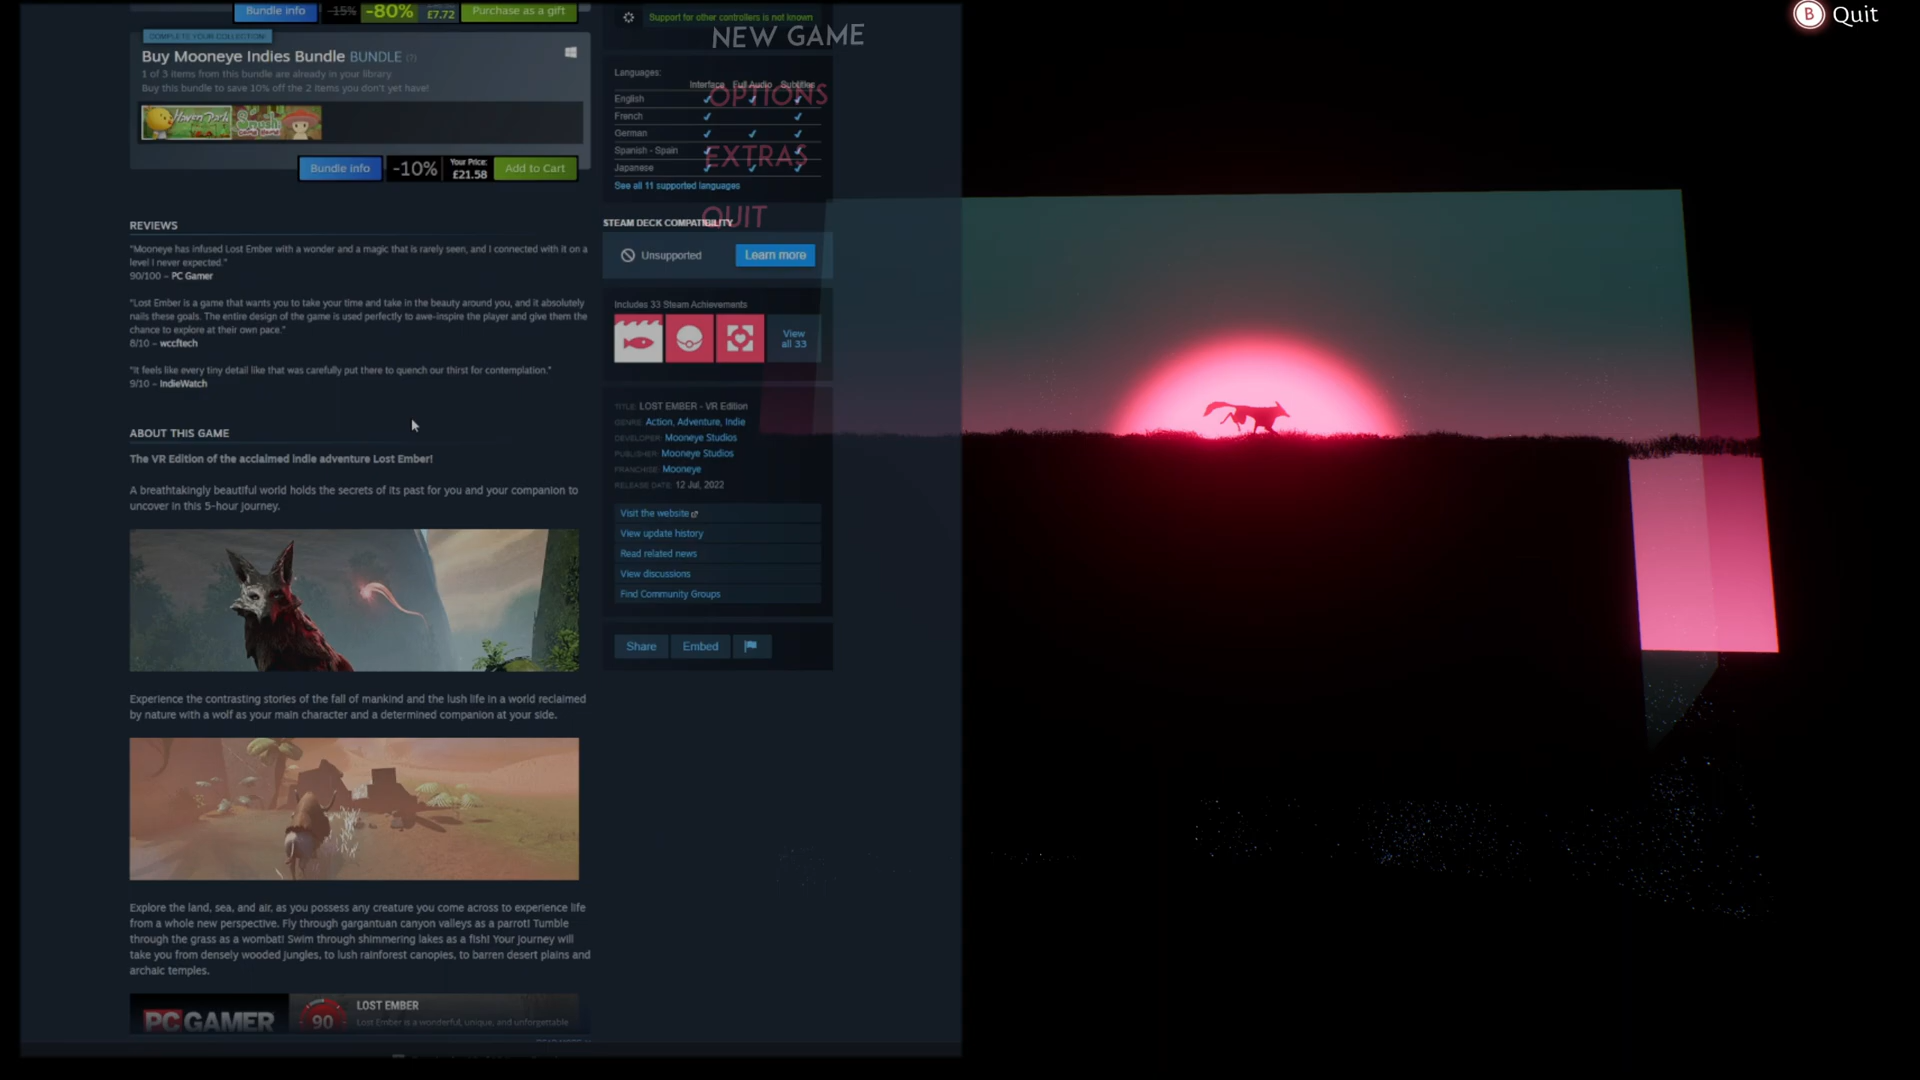 Bundle info -15% -80% £7.72 Purchase as a gift
COMPLETE YOUR COLLECTION!
Buy Mooneye Indies Bundle BUNDLE (?)
1 of 3 items from this bundle are already in your library
Buy this bundle to save 10% off the 2 items you don't yet have!
Haven Park
Bundle info -10% Your Price: £21.58 Add to Cart
REVIEWS
"Mooneye has infused Lost Ember with a wonder and a magic that is rarely seen, and I connected with it on a
level I never expected."
90/100 – PC Gamer
"Lost Ember is a game that wants you to take your time and take in the beauty around you, and it absolutely
nails these goals. The entire design of the game is used perfectly to awe-inspire the player and give them the
chance to explore at their own pace."
8/10 – wccftech
"It feels like every tiny detail like that was carefully put there to quench our thirst for contemplation."
9/10 – IndieWatch
ABOUT THIS GAME
The VR Edition of the acclaimed indie adventure Lost Ember!
A breathtakingly beautiful world holds the secrets of its past for you and your companion to
uncover in this 5-hour journey.
Experience the contrasting stories of the fall of mankind and the lush life in a world reclaimed
by nature with a wolf as your main character and a determined companion at your side.
Explore the land, sea, and air, as you possess any creature you come across to experience life
from a whole new perspective. Fly through gargantuan canyon valleys as a parrot! Tumble
through the grass as a wombat! Swim through shimmering lakes as a fish! Your journey will
take you from densely wooded jungles, to lush rainforest canopies, to barren desert plains and
archaic temples.
PC GAMER 90 LOST EMBER
Lost Ember is a wonderful, unique, and unforgettable
Support for other controllers is not known
NEW GAME
Languages:
Interface Full Audio Subtitles
OPTIONS
English ✓ ✓ ✓
French ✓ ✓
German ✓ ✓ ✓
Spanish - Spain ✓ ✓
EXTRAS
Japanese ✓ ✓ ✓
See all 11 supported languages
QUIT
STEAM DECK COMPATIBILITY
Unsupported Learn more
Includes 33 Steam Achievements
View
all 33
TITLE: LOST EMBER - VR Edition
GENRE: Action, Adventure, Indie
DEVELOPER: Mooneye Studios
PUBLISHER: Mooneye Studios
FRANCHISE: Mooneye
RELEASE DATE: 12 Jul, 2022
Visit the website
View update history
Read related news
View discussions
Find Community Groups
Share Embed
B Quit